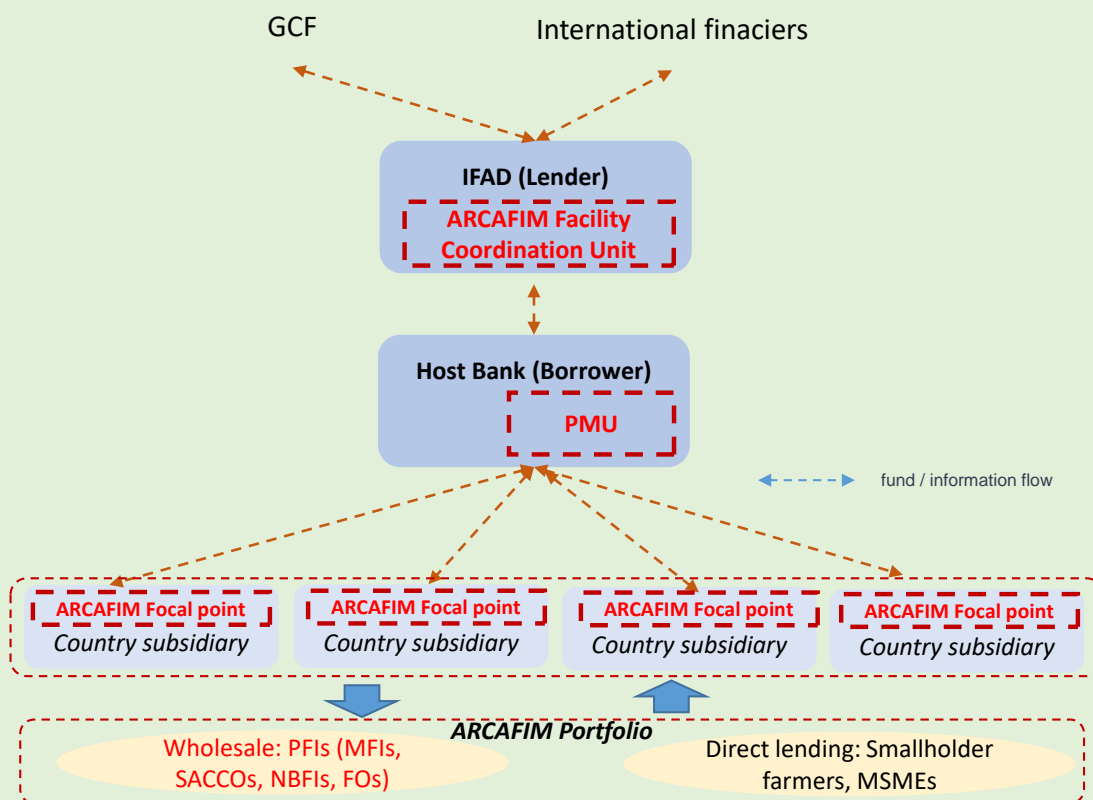 GCF
International finaciers
IFAD (Lender)
ARCAFIM Facility
Coordination Unit
Host Bank (Borrower)
PMU
fund / information flow
ARCAFIM Focal point
Country subsidiary
ARCAFIM Focal point
Country subsidiary
ARCAFIM Focal point
Country subsidiary
ARCAFIM Focal point
Country subsidiary
ARCAFIM Portfolio
Wholesale: PFIs (MFIs,
SACCOs, NBFIs, FOs)
Direct lending: Smallholder
farmers, MSMEs